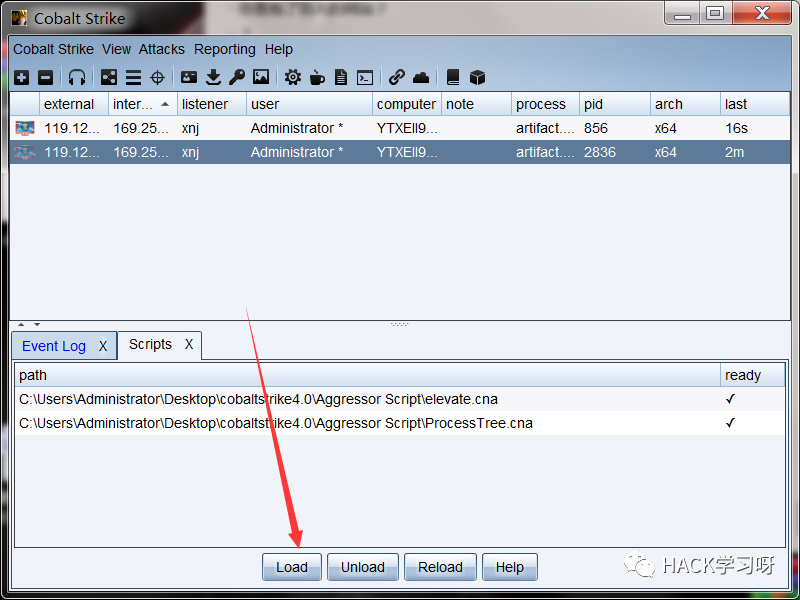 Cobalt Strike
Cobalt Strike View Attacks Reporting Help
external inter... listener user computer note process pid arch last
119.12... 169.25... xnj Administrator * YTXEll9... artifact.... 856 x64 16s
119.12... 169.25... xnj Administrator * YTXEll9... artifact.... 2836 x64 2m
Event Log X Scripts X
path ready
C:\Users\Administrator\Desktop\cobaltstrike4.0\Aggressor Script\elevate.cna ✓
C:\Users\Administrator\Desktop\cobaltstrike4.0\Aggressor Script\ProcessTree.cna ✓
Load Unload Reload Help
HACK学习呀